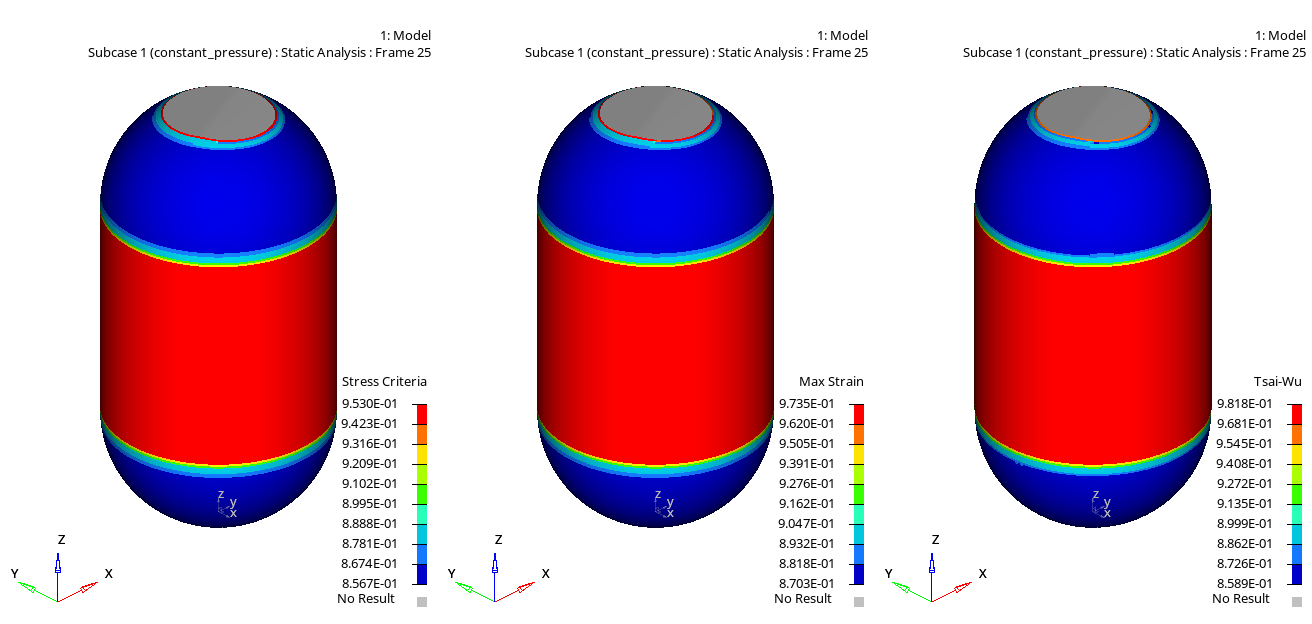 1: Model
Subcase 1 (constant_pressure) : Static Analysis : Frame 25
Stress Criteria
9.530E-01
9.423E-01
9.316E-01
9.209E-01
9.102E-01
8.995E-01
8.888E-01
8.781E-01
8.674E-01
8.567E-01
No Result
z
y
x
Z
Y
X
1: Model
Subcase 1 (constant_pressure) : Static Analysis : Frame 25
Max Strain
9.735E-01
9.620E-01
9.505E-01
9.391E-01
9.276E-01
9.162E-01
9.047E-01
8.932E-01
8.818E-01
8.703E-01
No Result
z
y
x
Z
Y
X
1: Model
Subcase 1 (constant_pressure) : Static Analysis : Frame 25
Tsai-Wu
9.818E-01
9.681E-01
9.545E-01
9.408E-01
9.272E-01
9.135E-01
8.999E-01
8.862E-01
8.726E-01
8.589E-01
No Result
z
y
x
Z
Y
X